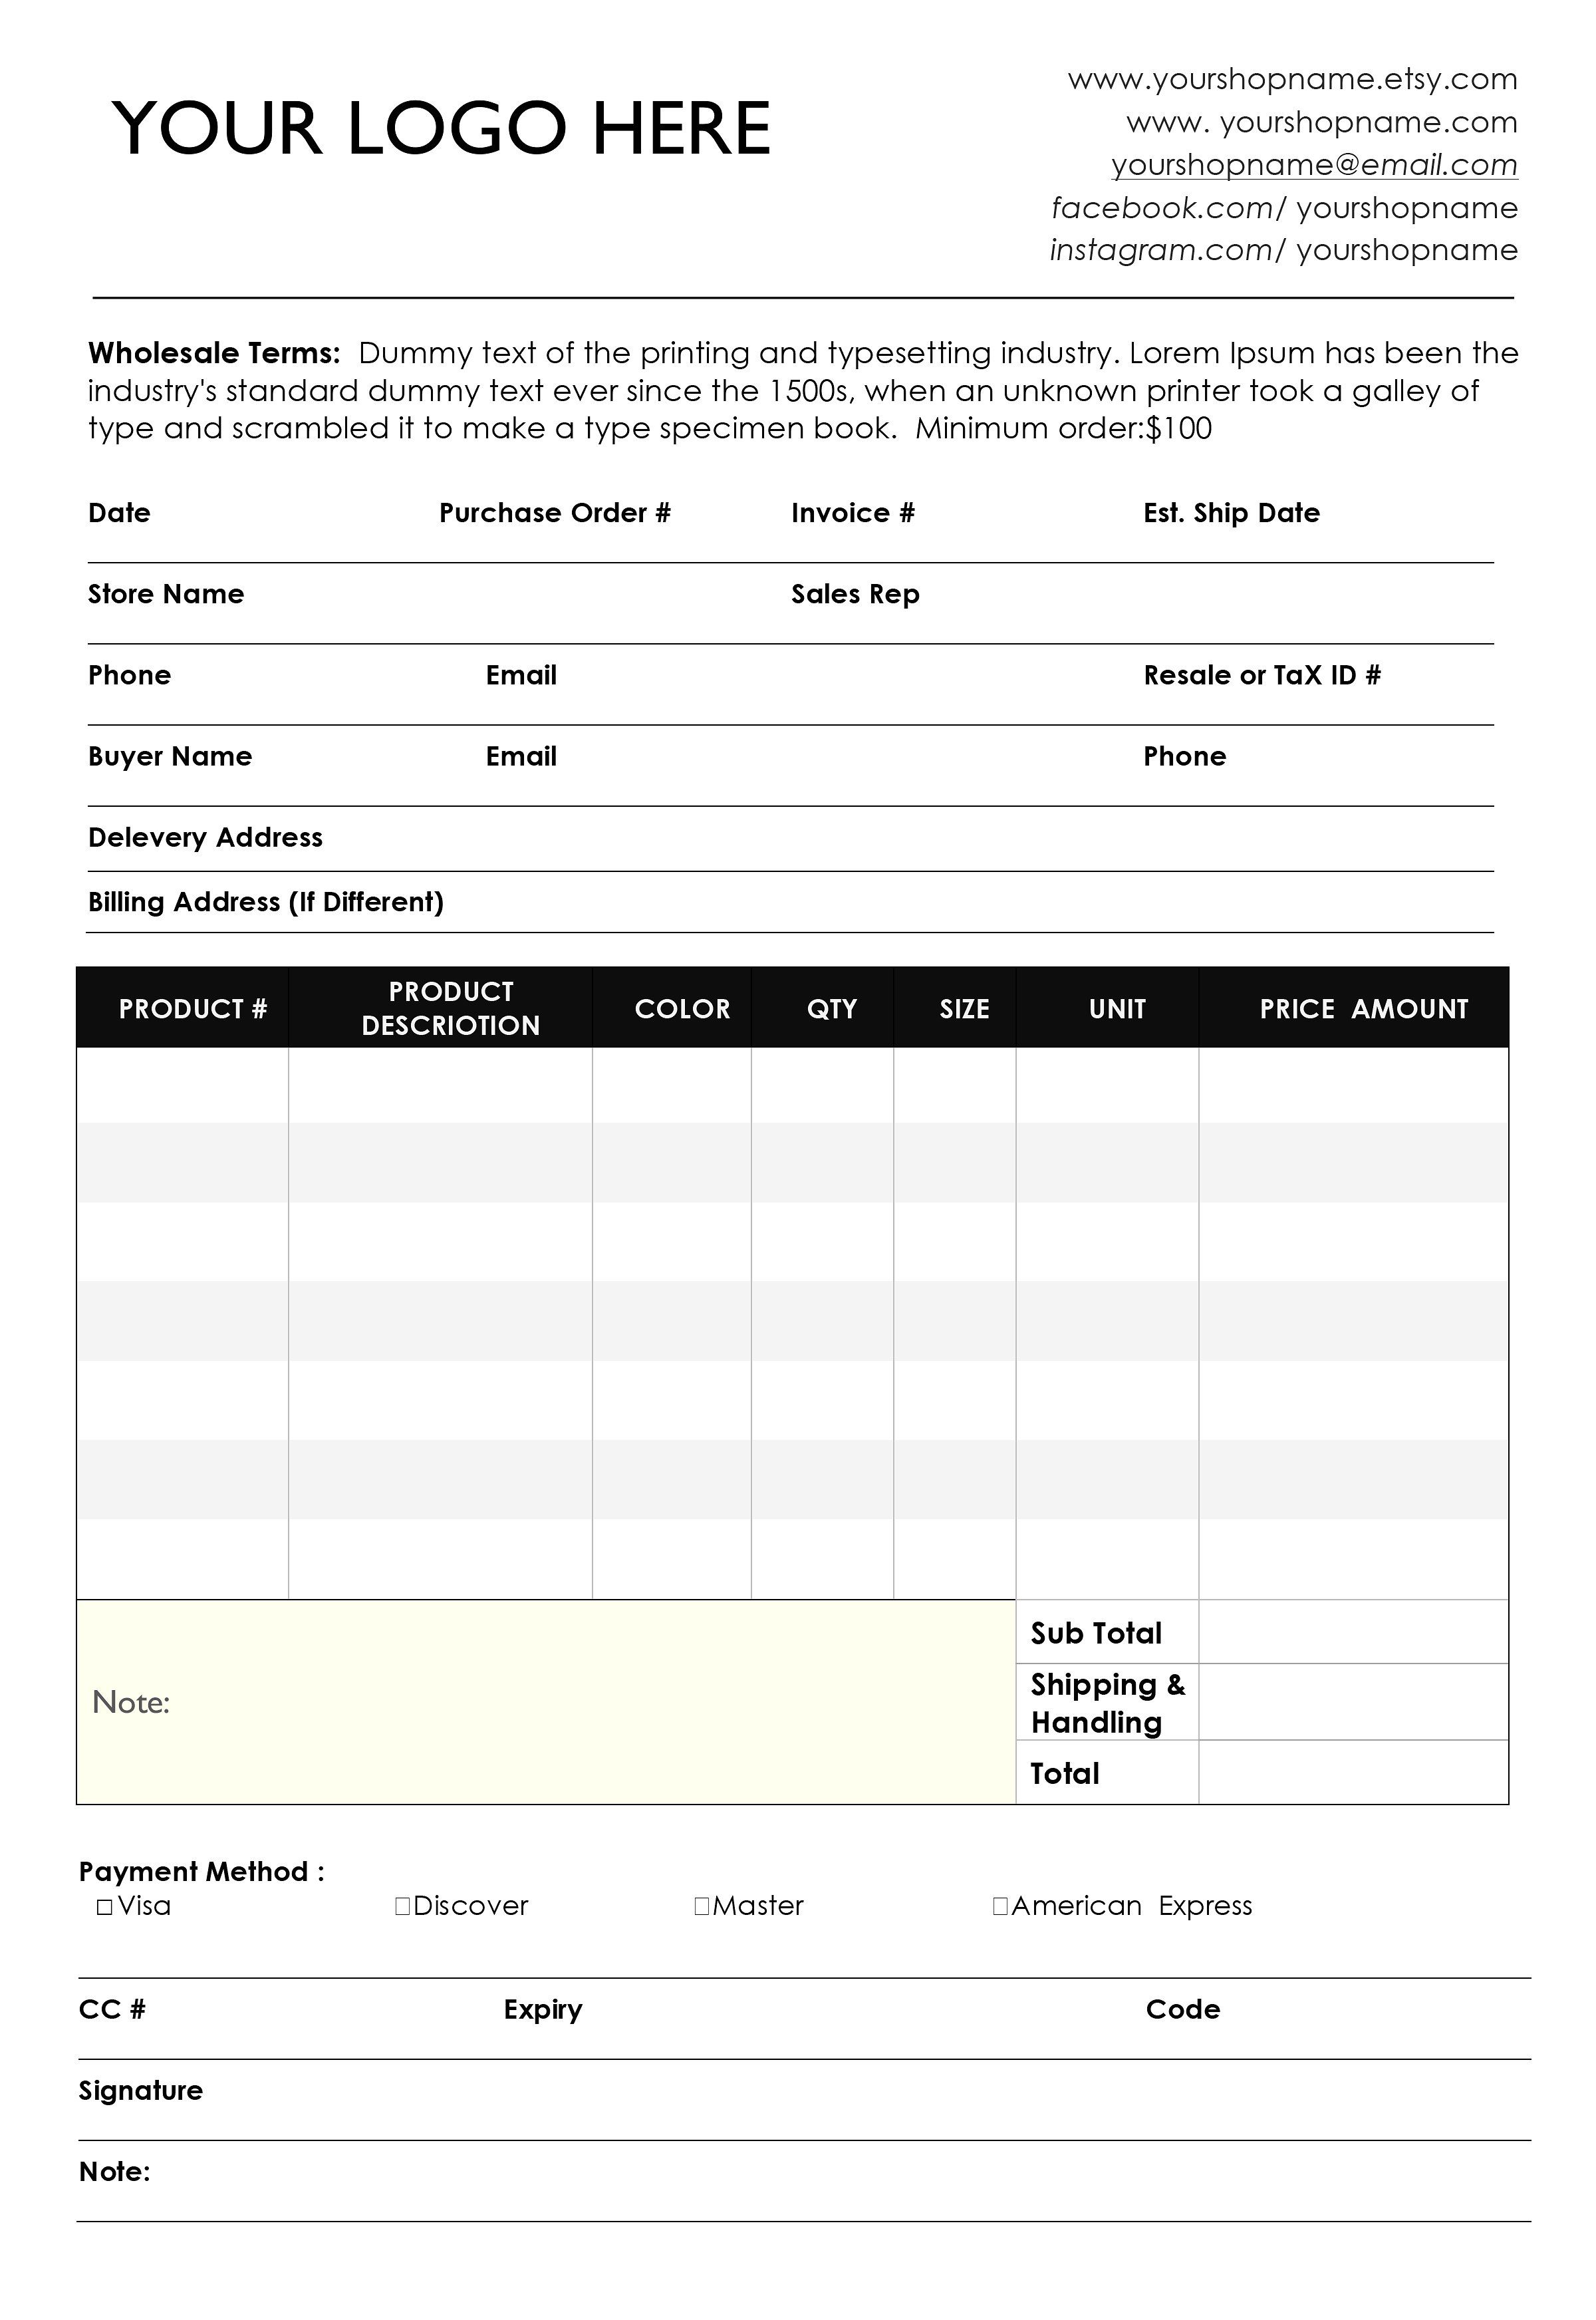 YOUR LOGO HERE
www.yourshopname.etsy.com
www. yourshopname.com
yourshopname@email.com
facebook.com/ yourshopname
instagram.com/ yourshopname
Wholesale Terms:  Dummy text of the printing and typesetting industry. Lorem Ipsum has been the
industry's standard dummy text ever since the 1500s, when an unknown printer took a galley of
type and scrambled it to make a type specimen book.  Minimum order:$100
Date Purchase Order # Invoice # Est. Ship Date
Store Name Sales Rep
Phone Email Resale or TaX ID #
Buyer Name Email Phone
Delevery Address
Billing Address (If Different)
PRODUCT # PRODUCT DESCRIOTION COLOR QTY SIZE UNIT PRICE  AMOUNT
Note:
Sub Total
Shipping &
Handling
Total
Payment Method :
□Visa □Discover □Master □American  Express
CC # Expiry Code
Signature
Note: